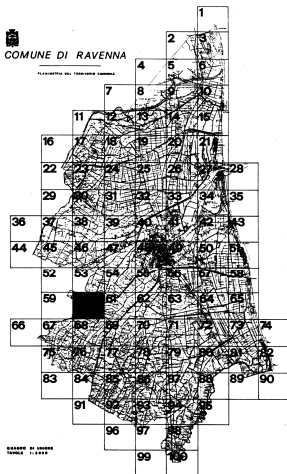 COMUNE DI RAVENNA
PLANIMETRIA DEL TERRITORIO COMUNALE
1
2 3
4 5 6
7 8 9 10
11 12 13 14 15
16 17 18 19 20 21
22 23 24 25 26 27 28
29 30 31 32 33 34 35
36 37 38 39 40 41 42 43
44 45 46 47 48 49 50 51
52 53 54 55 56 57 58
59 61 62 63 64 65
66 67 68 69 70 71 72 73 74
75 76 77 78 79 80 81 82
83 84 85 86 87 88 89 90
91 92 93 94 95
96 97 98
99 100
QUADRO DI UNIONE
TAVOLE 1:5000